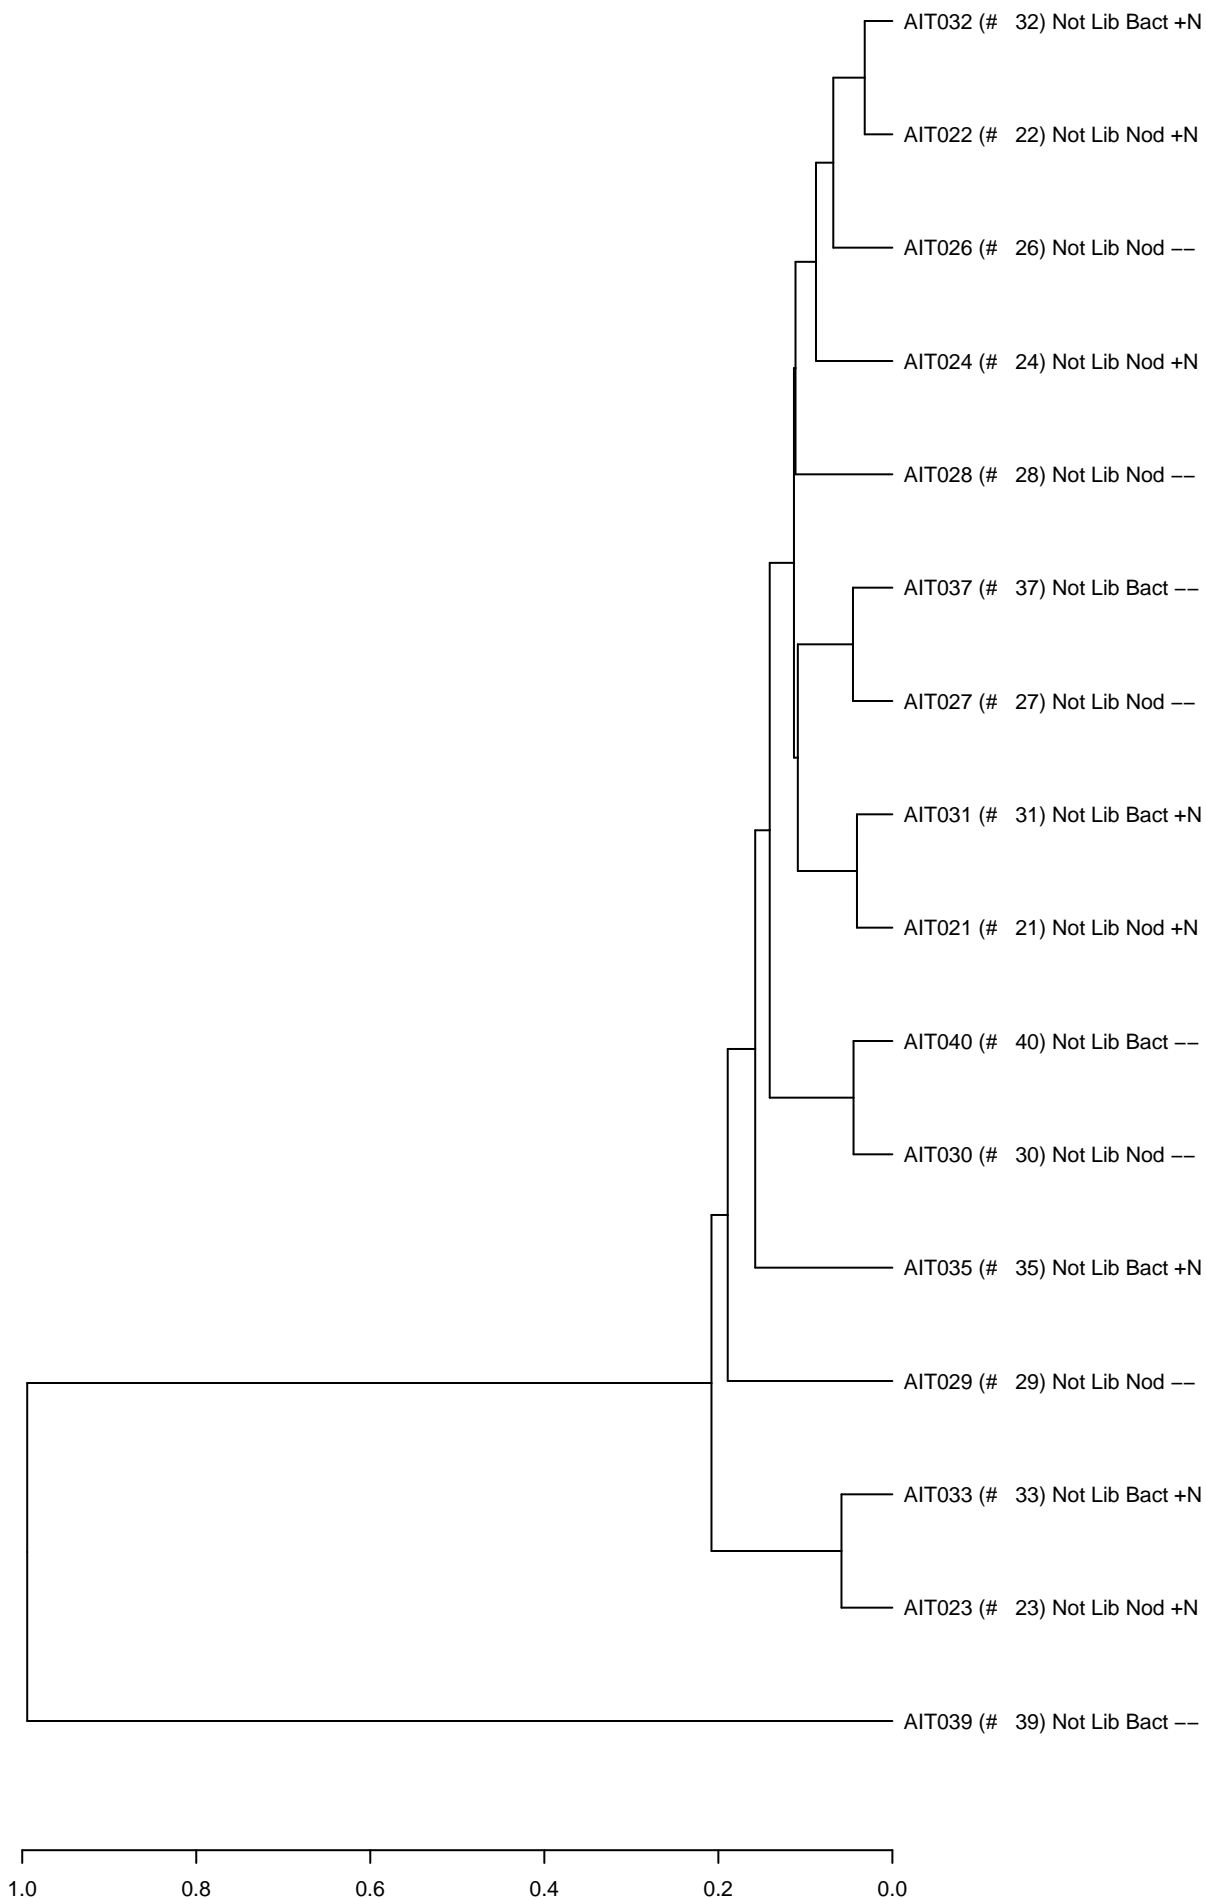 AIT032 (#   32) Not Lib Bact +N
AIT022 (#   22) Not Lib Nod +N
AIT026 (#   26) Not Lib Nod −−
AIT024 (#   24) Not Lib Nod +N
AIT028 (#   28) Not Lib Nod −−
AIT037 (#   37) Not Lib Bact −−
AIT027 (#   27) Not Lib Nod −−
AIT031 (#   31) Not Lib Bact +N
AIT021 (#   21) Not Lib Nod +N
AIT040 (#   40) Not Lib Bact −−
AIT030 (#   30) Not Lib Nod −−
AIT035 (#   35) Not Lib Bact +N
AIT029 (#   29) Not Lib Nod −−
AIT033 (#   33) Not Lib Bact +N
AIT023 (#   23) Not Lib Nod +N
AIT039 (#   39) Not Lib Bact −−
1.0 0.8 0.6 0.4 0.2 0.0